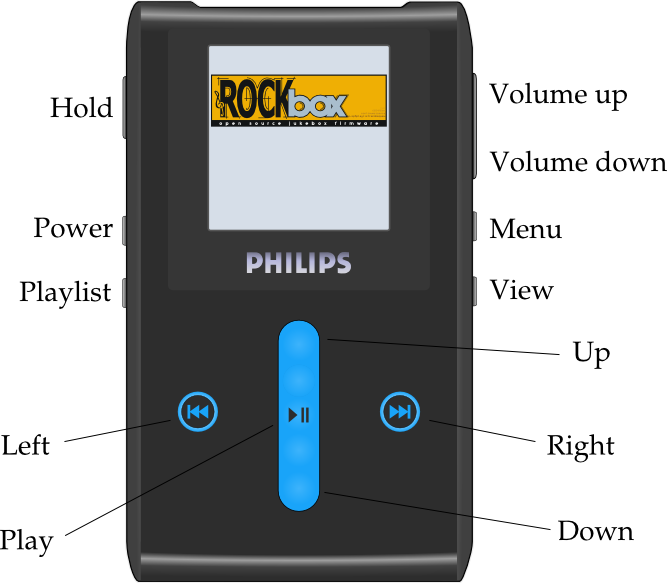 Hold
Volume up
Volume down
Power
Menu
Playlist
View
ROCKbox
open source jukebox firmware
PHILIPS
Up
Left
Right
Play
Down